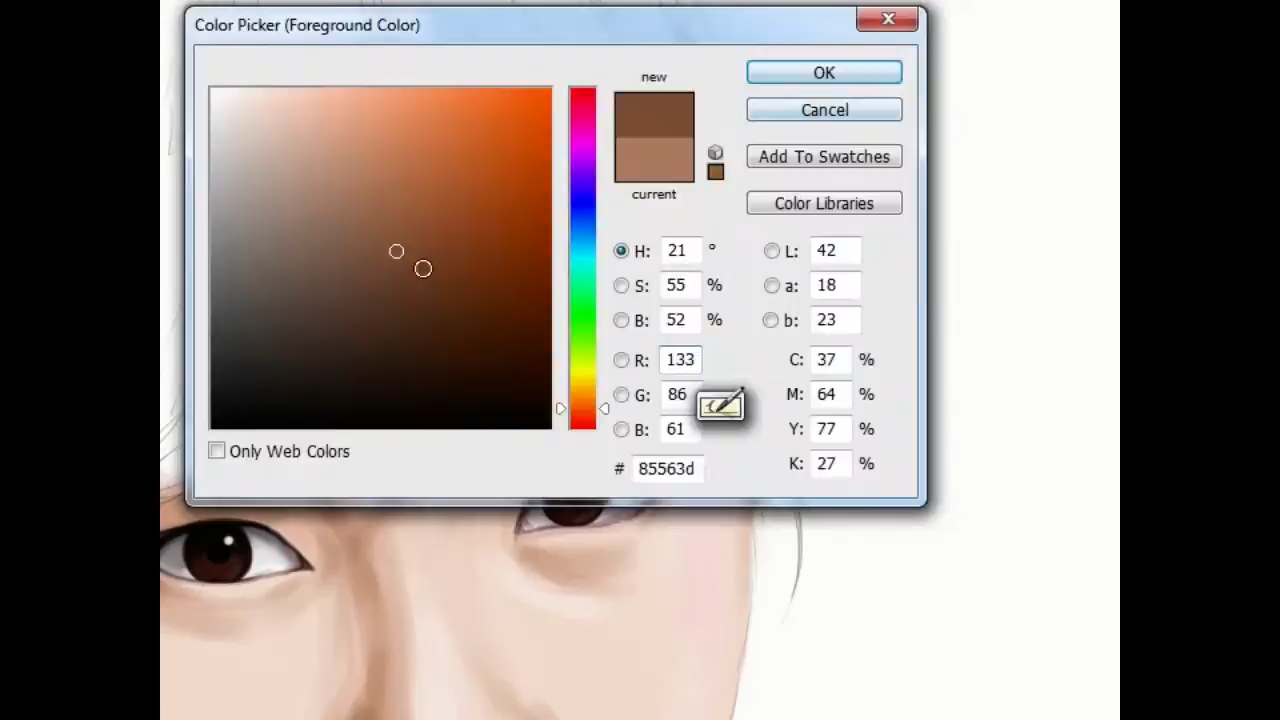 Color Picker (Foreground Color)
new
OK
Cancel
Add To Swatches
current
Color Libraries
H: 21 ° L: 42
S: 55 % a: 18
B: 52 % b: 23
R: 133 C: 37 %
G: 86 M: 64 %
B: 61 Y: 77 %
# 85563d K: 27 %
Only Web Colors